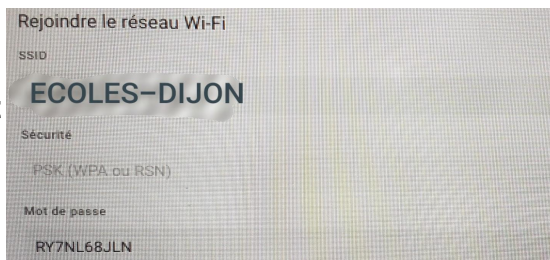 Rejoindre le réseau Wi-Fi
SSID
ECOLES–DIJON
Sécurité
PSK (WPA ou RSN)
Mot de passe
RY7NL68JLN